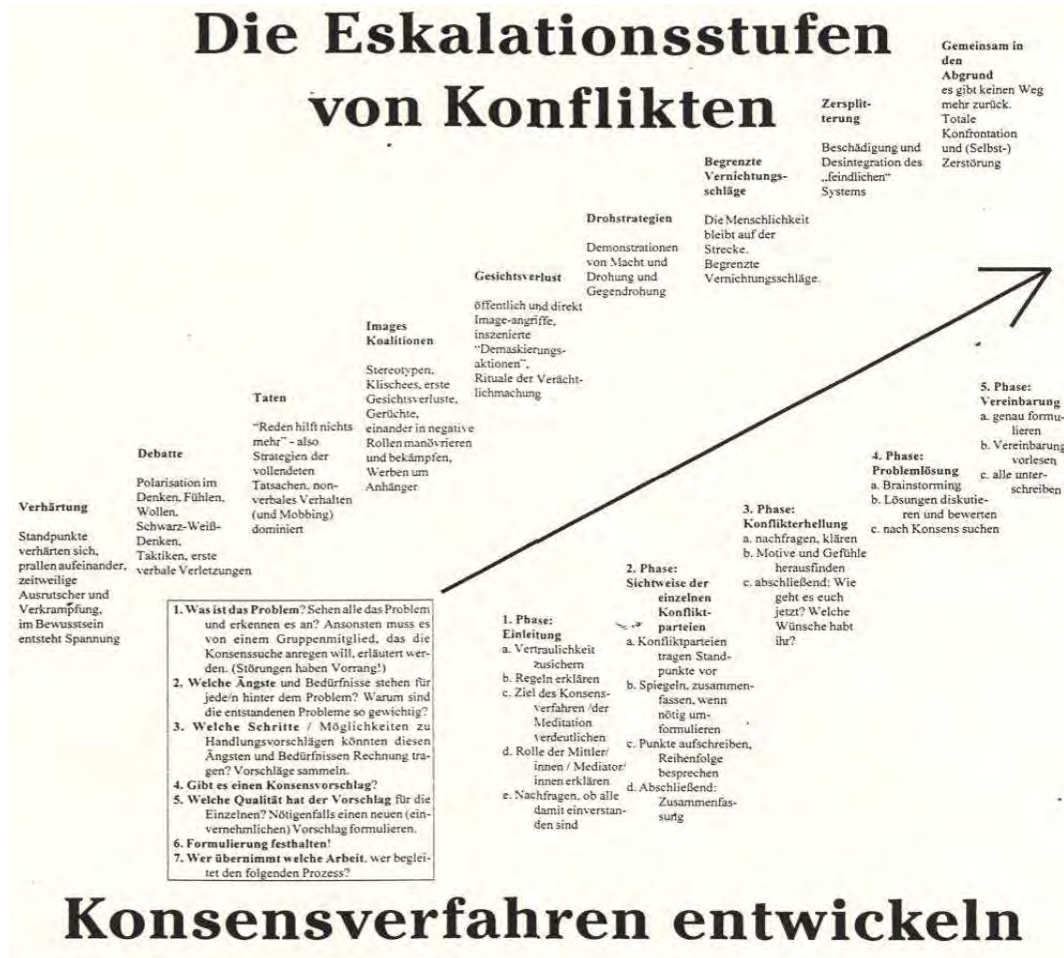 Die Eskalationsstufen
von Konflikten
Verhärtung
Standpunkte
verhärten sich,
prallen aufeinander,
zeitweilige
Ausrutscher und
Verkrampfung,
im Bewusstsein
entsteht Spannung
Debatte
Polarisation im
Denken, Fühlen,
Wollen,
Schwarz-Weiß-
Denken,
Taktiken, erste
verbale Verletzungen
Taten
"Reden hilft nichts
mehr" - also
Strategien der
vollendeten
Tatsachen, non-
verbales Verhalten
(und Mobbing)
dominiert
Images
Koalitionen
Stereotypen,
Klischees, erste
Gesichtsverluste,
Gerüchte,
einander in negative
Rollen manövrieren
und bekämpfen,
Werben um
Anhänger
Gesichtsverlust
öffentlich und direkt
Image-angriffe,
inszenierte
"Demaskierungs-
aktionen",
Rituale der Verächt-
lichmachung
Drohstrategien
Demonstrationen
von Macht und
Drohung und
Gegendrohung
Begrenzte
Vernichtungs-
schläge
Die Menschlichkeit
bleibt auf der
Strecke.
Begrenzte
Vernichtungsschläge.
Zersplit-
terung
Beschädigung und
Desintegration des
„feindlichen"
Systems
Gemeinsam in
den
Abgrund
es gibt keinen Weg
mehr zurück.
Totale
Konfrontation
und (Selbst-)
Zerstörung
1. Was ist das Problem? Sehen alle das Problem
und erkennen es an? Ansonsten muss es
von einem Gruppenmitglied, das die
Konsenssuche anregen will, erläutert wer-
den. (Störungen haben Vorrang!)
2. Welche Ängste und Bedürfnisse stehen für
jede/n hinter dem Problem? Warum sind
die entstandenen Probleme so gewichtig?
3. Welche Schritte / Möglichkeiten zu
Handlungsvorschlägen könnten diesen
Ängsten und Bedürfnissen Rechnung tra-
gen? Vorschläge sammeln.
4. Gibt es einen Konsensvorschlag?
5. Welche Qualität hat der Vorschlag für die
Einzelnen? Nötigenfalls einen neuen (ein-
vernehmlichen) Vorschlag formulieren.
6. Formulierung festhalten!
7. Wer übernimmt welche Arbeit, wer beglei-
tet den folgenden Prozess?
1. Phase:
Einleitung
a. Vertraulichkeit
zusichern
b. Regeln erklären
c. Ziel des Konsens-
verfahren /der
Meditation
verdeutlichen
d. Rolle der Mittler/
innen / Mediator/
innen erklären
e. Nachfragen, ob alle
damit einverstan-
den sind
2. Phase:
Sichtweise der
einzelnen
Konflikt-
parteien
a. Konfliktparteien
tragen Stand-
punkte vor
b. Spiegeln, zusammen-
fassen, wenn
nötig um-
formulieren
c. Punkte aufschreiben,
Reihenfolge
besprechen
d. Abschließend:
Zusammenfas-
sung
3. Phase:
Konflikterhellung
a. nachfragen, klären
b. Motive und Gefühle
herausfinden
c. abschließend: Wie
geht es euch
jetzt? Welche
Wünsche habt
ihr?
4. Phase:
Problemlösung
a. Brainstorming
b. Lösungen diskutie-
ren und bewerten
c. nach Konsens suchen
5. Phase:
Vereinbarung
a. genau formu-
lieren
b. Vereinbarung
vorlesen
c. alle unter-
schreiben
Konsensverfahren entwickeln